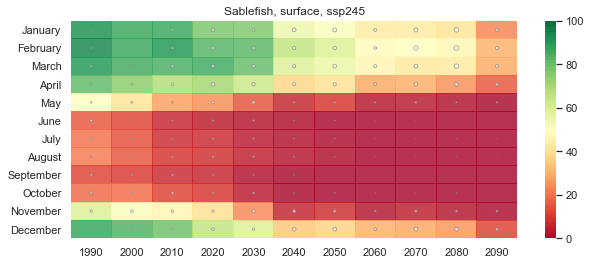 Sablefish, surface, ssp245
January
February
March
April
May
June
July
August
September
October
November
December
1990 2000 2010 2020 2030 2040 2050 2060 2070 2080 2090
100
80
60
40
20
0